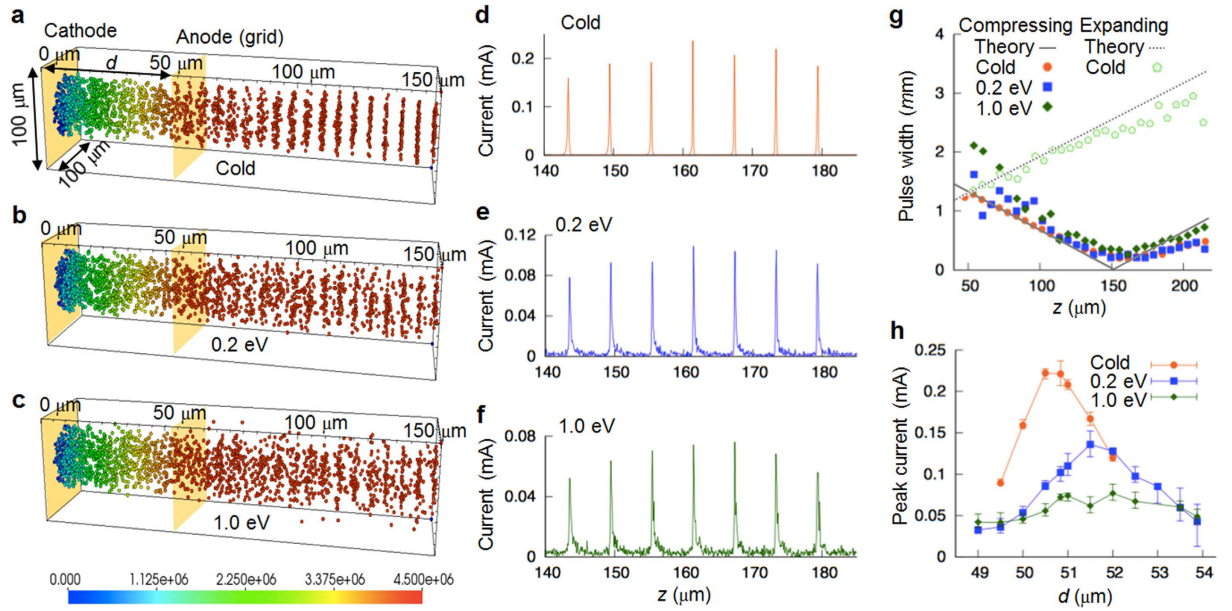 a
Cathode
Anode (grid)
0 μm
d
50 μm
100 μm
150 μm
100 μm
100 μm
Cold
b
0 μm
50 μm
100 μm
150 μm
0.2 eV
c
0 μm
50 μm
100 μm
150 μm
1.0 eV
0.000 1.125e+06 2.250e+06 3.375e+06 4.500e+06
d
Cold
Current (mA)
0.2
0.1
0
140 150 160 170 180
e
0.2 eV
Current (mA)
0.12
0.08
0.04
0
140 150 160 170 180
f
1.0 eV
Current (mA)
0.08
0.04
0
140 150 160 170 180
z (μm)
g
Compressing Expanding
Theory Theory
Cold Cold
0.2 eV
1.0 eV
Pulse width (mm)
4
3
2
1
0
50 100 150 200
z (μm)
h
Cold
0.2 eV
1.0 eV
Peak current (mA)
0.25
0.20
0.15
0.10
0.05
0
49 50 51 52 53 54
d (μm)